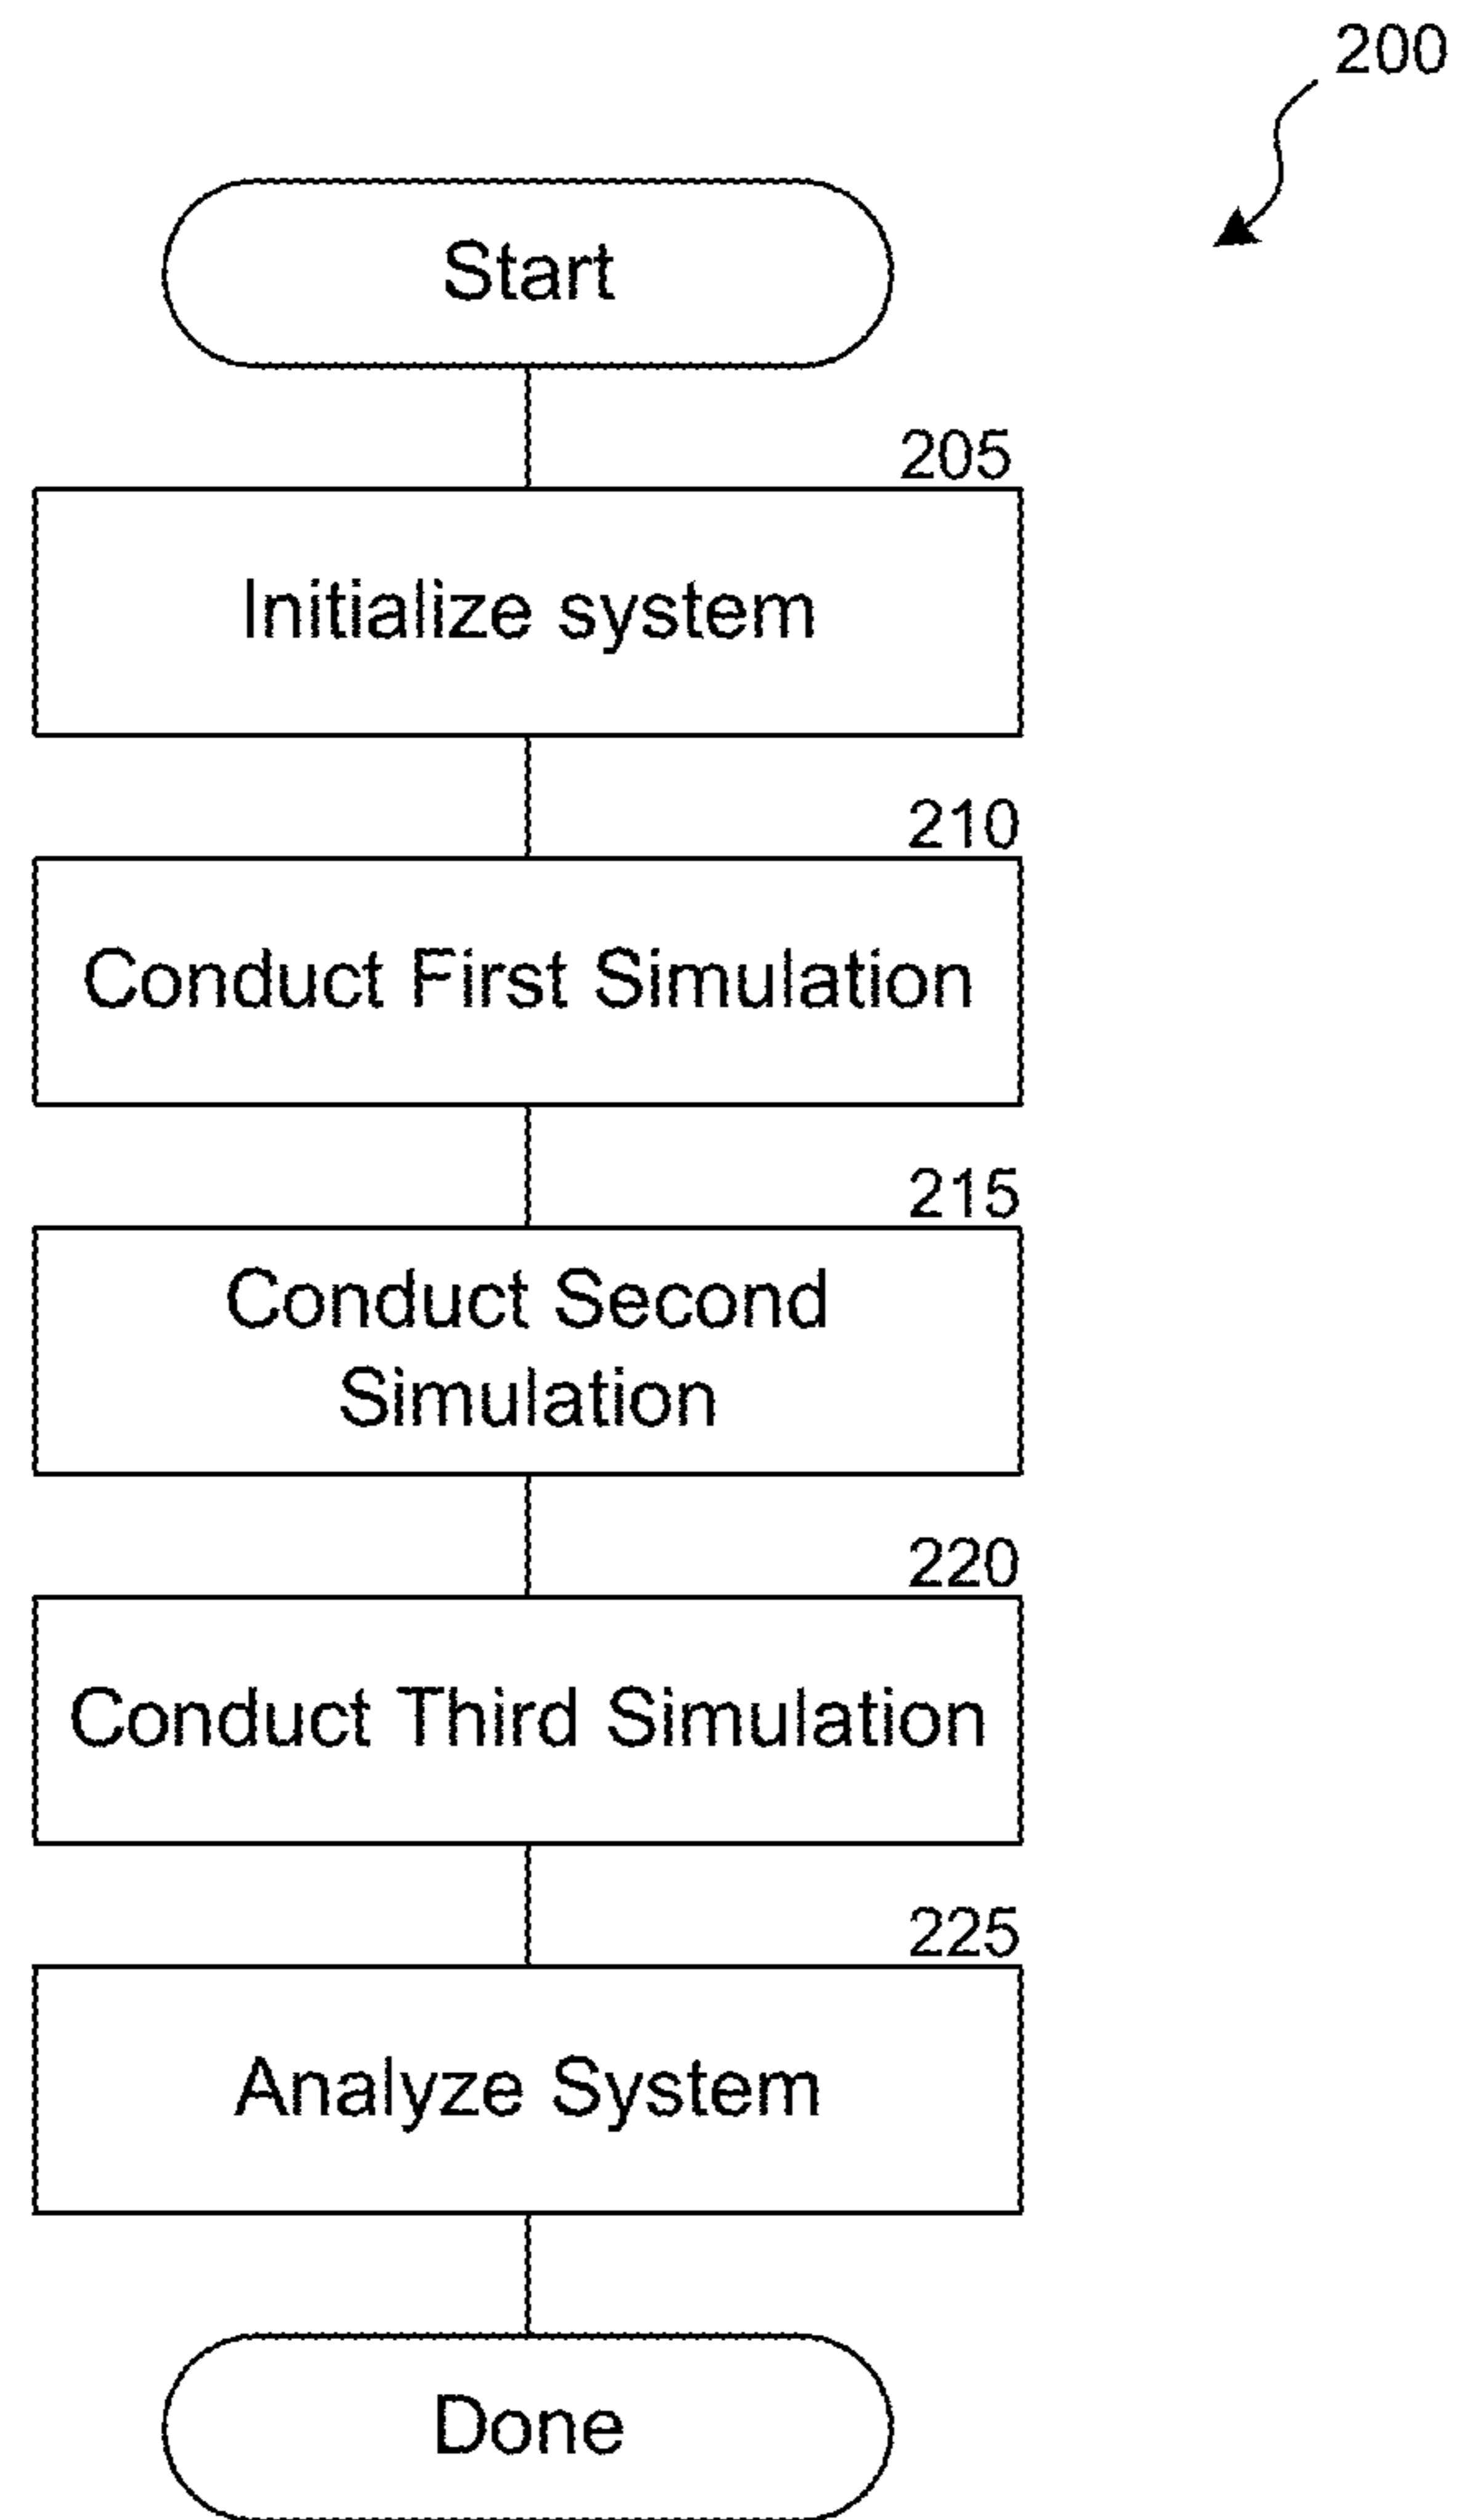 200
Start
205
Initialize system
210
Conduct First Simulation
215
Conduct Second
Simulation
220
Conduct Third Simulation
225
Analyze System
Done